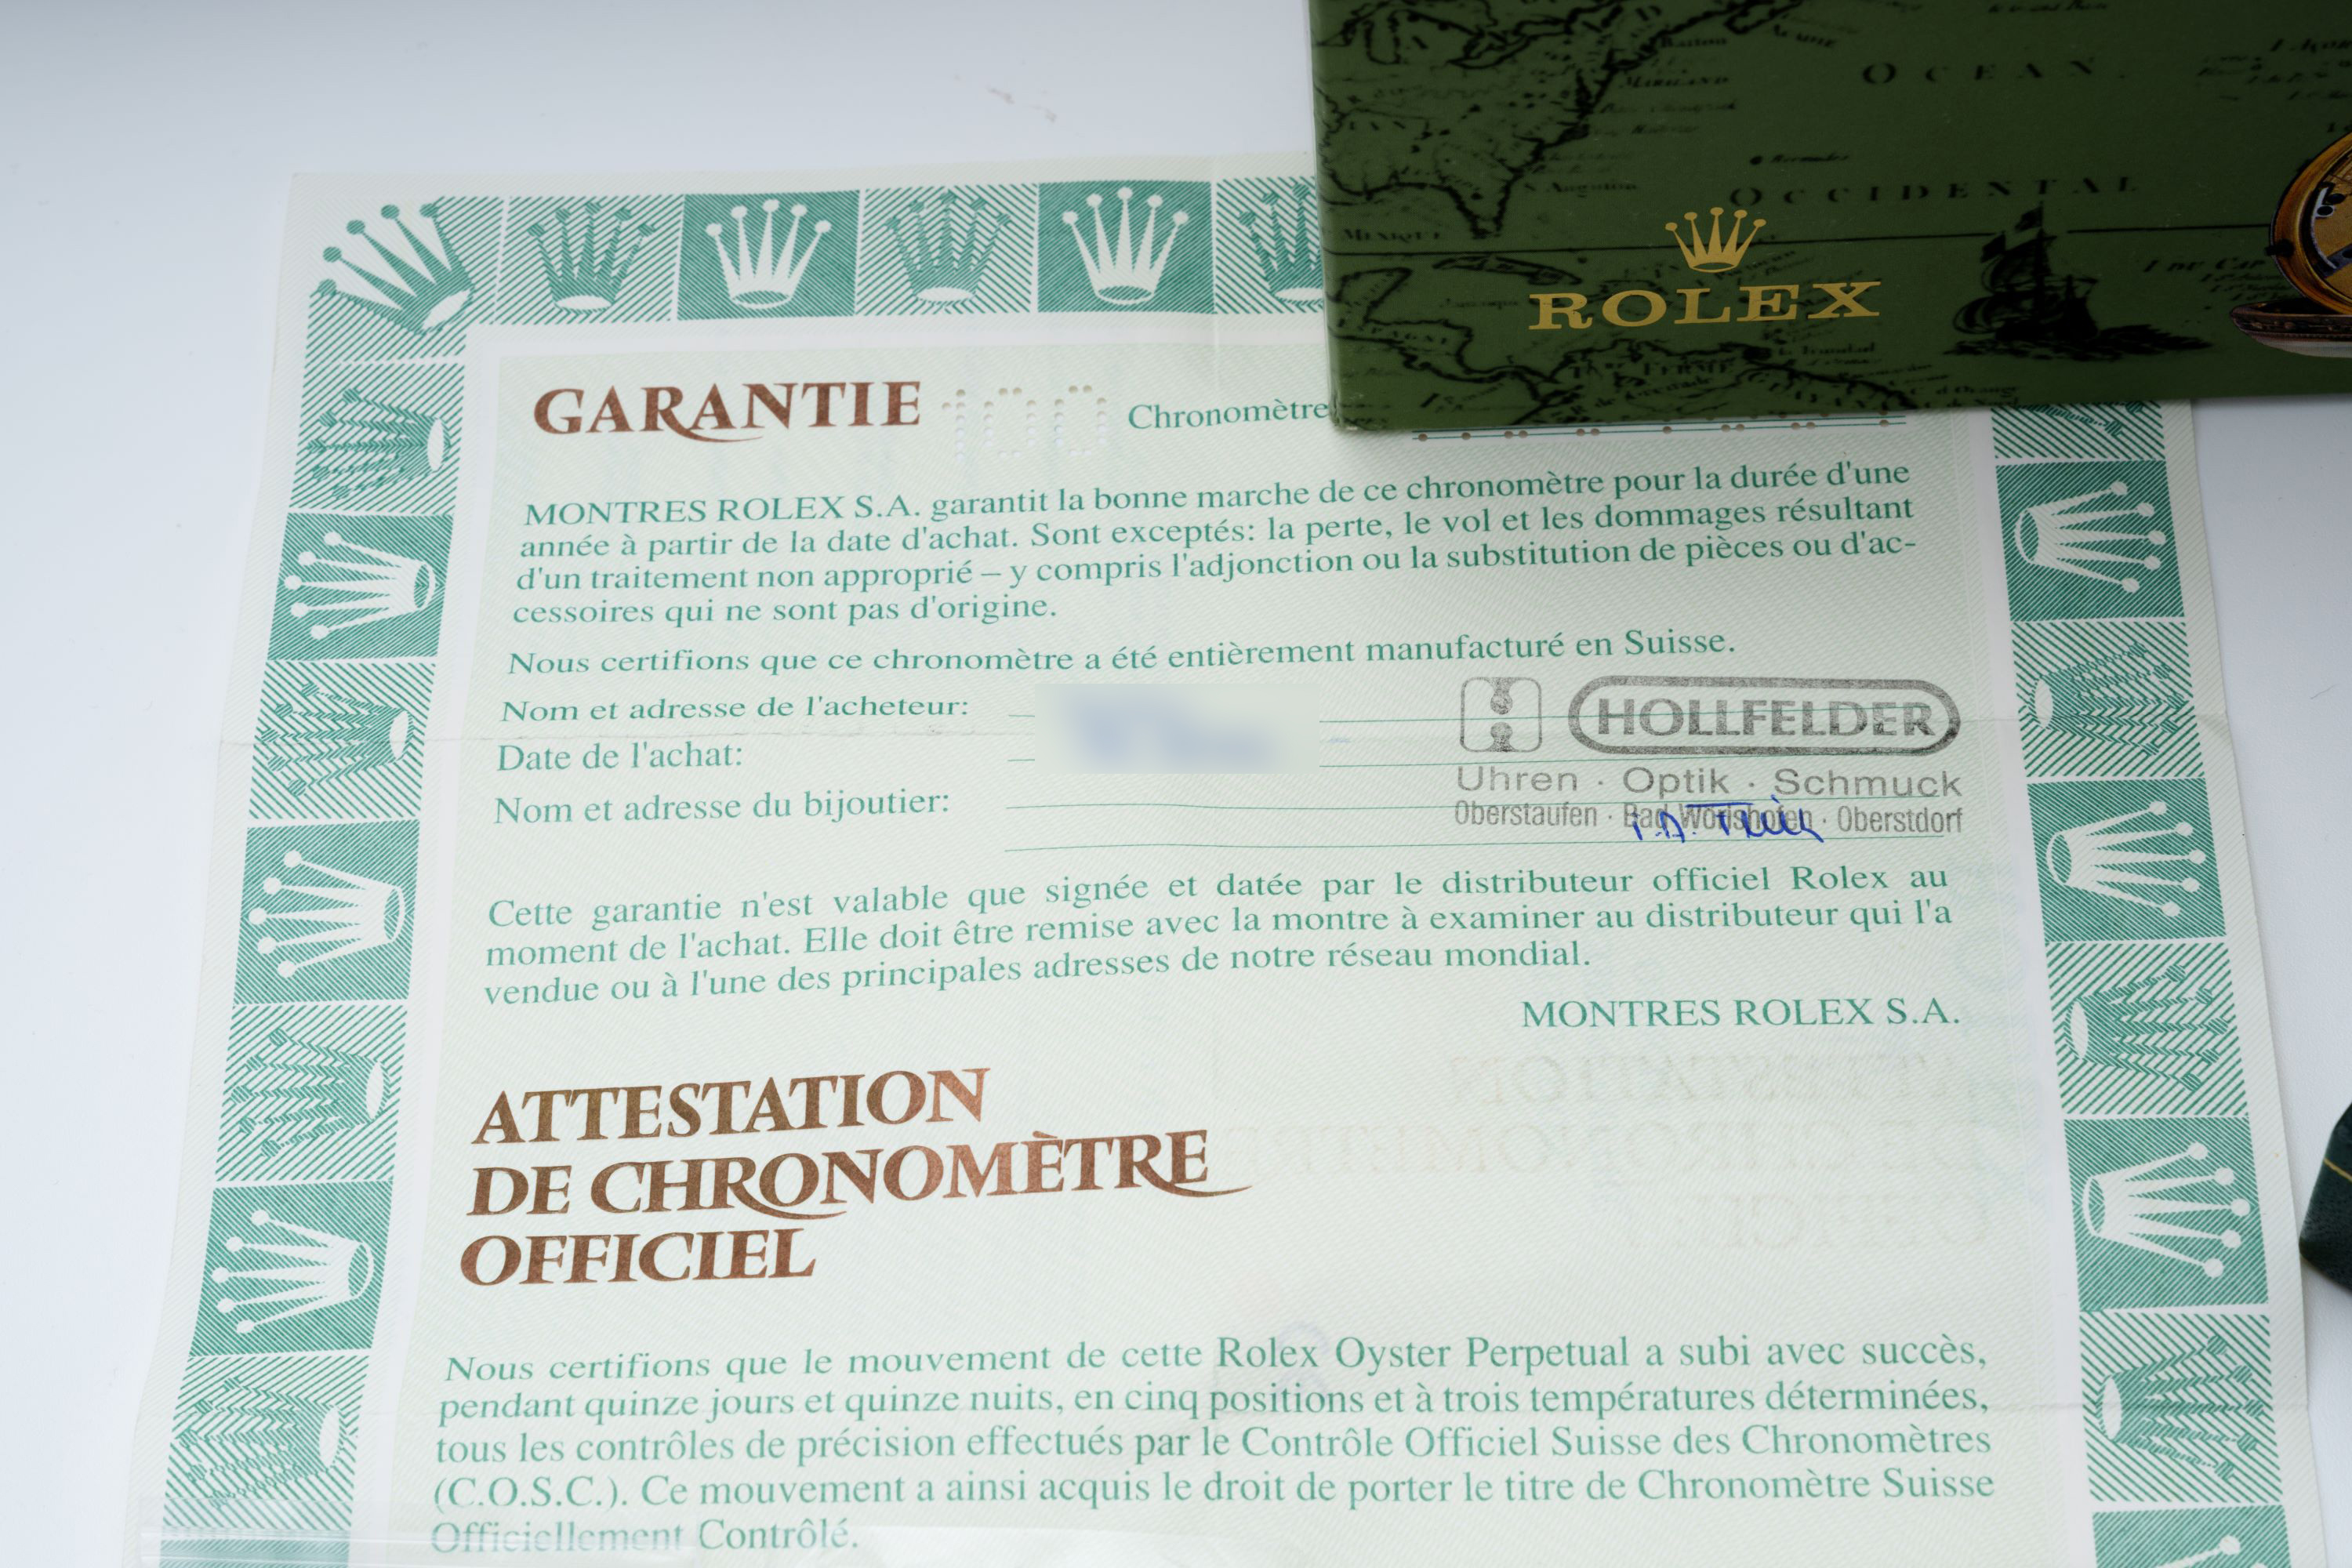 OCEAN.
OCCIDENTAL
ROLEX
GARANTIE 100 Chronomètre
MONTRES ROLEX S.A. garantit la bonne marche de ce chronomètre pour la durée d'une
année à partir de la date d'achat. Sont exceptés: la perte, le vol et les dommages résultant
d'un traitement non approprié – y compris l'adjonction ou la substitution de pièces ou d'ac-
cessoires qui ne sont pas d'origine.
Nous certifions que ce chronomètre a été entièrement manufacturé en Suisse.
Nom et adresse de l'acheteur:
Date de l'achat:
Nom et adresse du bijoutier:
HOLLFELDER
Uhren · Optik · Schmuck
Oberstaufen · Bad Wörishofen · Oberstdorf
Cette garantie n'est valable que signée et datée par le distributeur officiel Rolex au
moment de l'achat. Elle doit être remise avec la montre à examiner au distributeur qui l'a
vendue ou à l'une des principales adresses de notre réseau mondial.
MONTRES ROLEX S.A.
ATTESTATION
DE CHRONOMÈTRE
OFFICIEL
Nous certifions que le mouvement de cette Rolex Oyster Perpetual a subi avec succès,
pendant quinze jours et quinze nuits, en cinq positions et à trois températures déterminées,
tous les contrôles de précision effectués par le Contrôle Officiel Suisse des Chronomètres
(C.O.S.C.). Ce mouvement a ainsi acquis le droit de porter le titre de Chronomètre Suisse
Officiellement Contrôlé.